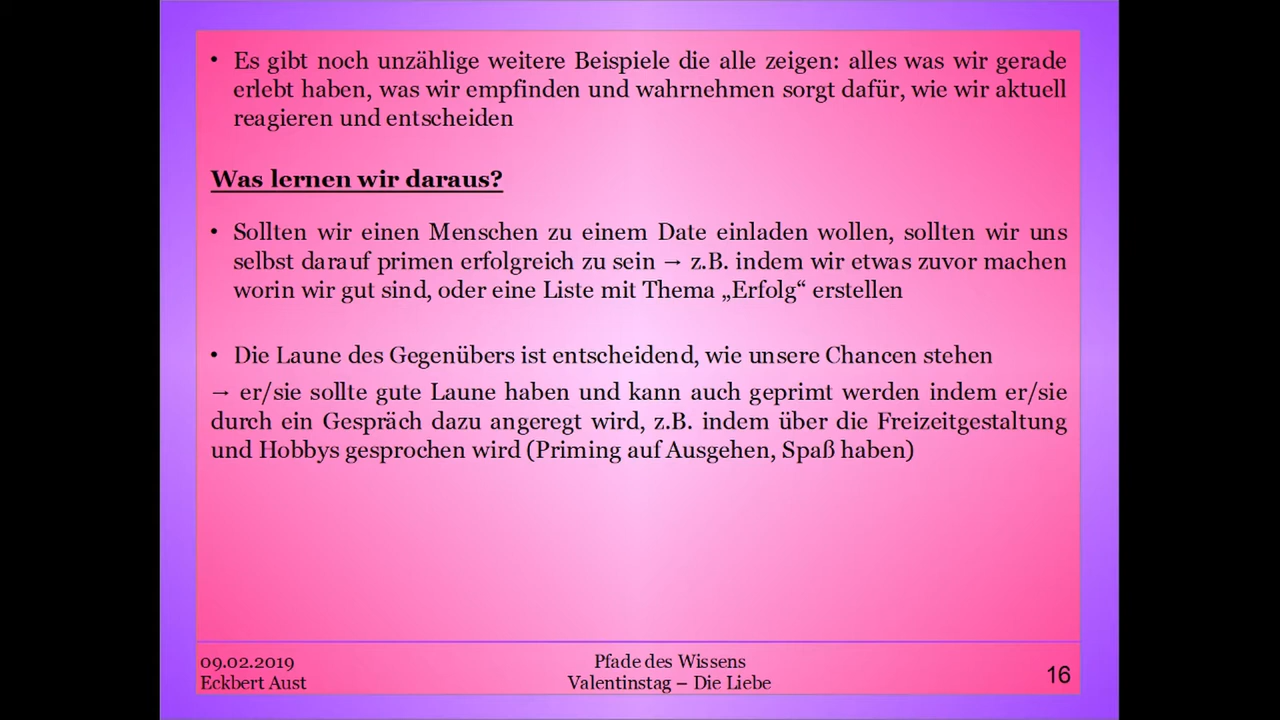 • Es gibt noch unzählige weitere Beispiele die alle zeigen: alles was wir gerade
erlebt haben, was wir empfinden und wahrnehmen sorgt dafür, wie wir aktuell
reagieren und entscheiden
Was lernen wir daraus?
• Sollten wir einen Menschen zu einem Date einladen wollen, sollten wir uns
selbst darauf primen erfolgreich zu sein → z.B. indem wir etwas zuvor machen
worin wir gut sind, oder eine Liste mit Thema „Erfolg“ erstellen
• Die Laune des Gegenübers ist entscheidend, wie unsere Chancen stehen
→ er/sie sollte gute Laune haben und kann auch geprimt werden indem er/sie
durch ein Gespräch dazu angeregt wird, z.B. indem über die Freizeitgestaltung
und Hobbys gesprochen wird (Priming auf Ausgehen, Spaß haben)
09.02.2019
Eckbert Aust
Pfade des Wissens
Valentinstag – Die Liebe
16